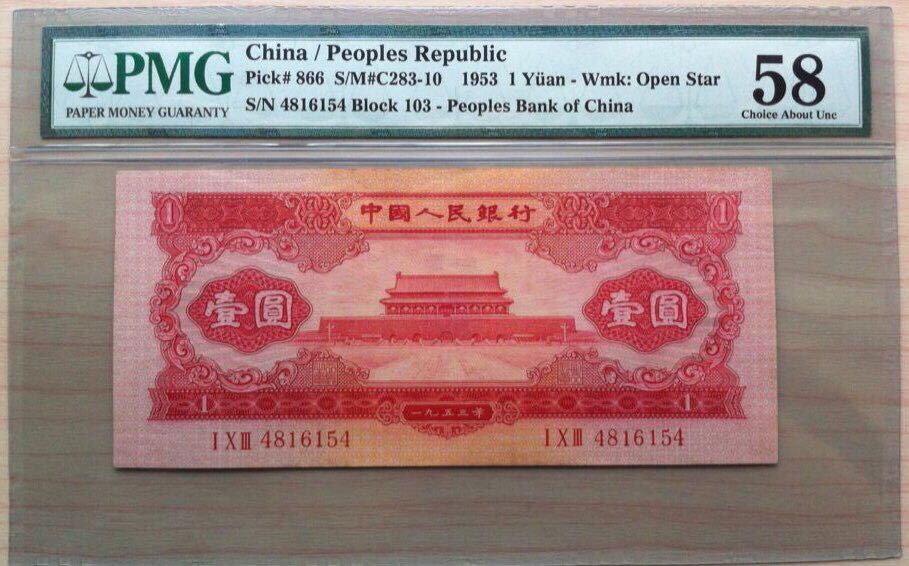 PMG
PAPER MONEY GUARANTY
China / Peoples Republic
Pick# 866 S/M#C283-10 1953 1 Yüan - Wmk: Open Star
S/N 4816154 Block 103 - Peoples Bank of China
58
Choice About Unc
1 中國人民銀行 1
壹圓 壹圓
1 一九五三年 1
I X III 4816154 I X III 4816154